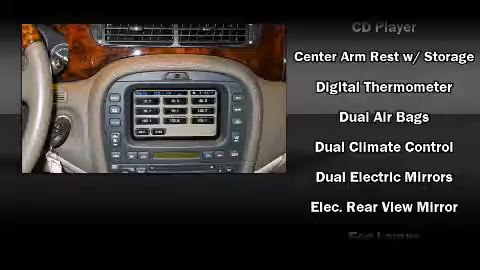 CD Player
Center Arm Rest w/ Storage
Digital Thermometer
Dual Air Bags
Dual Climate Control
Dual Electric Mirrors
Elec. Rear View Mirror